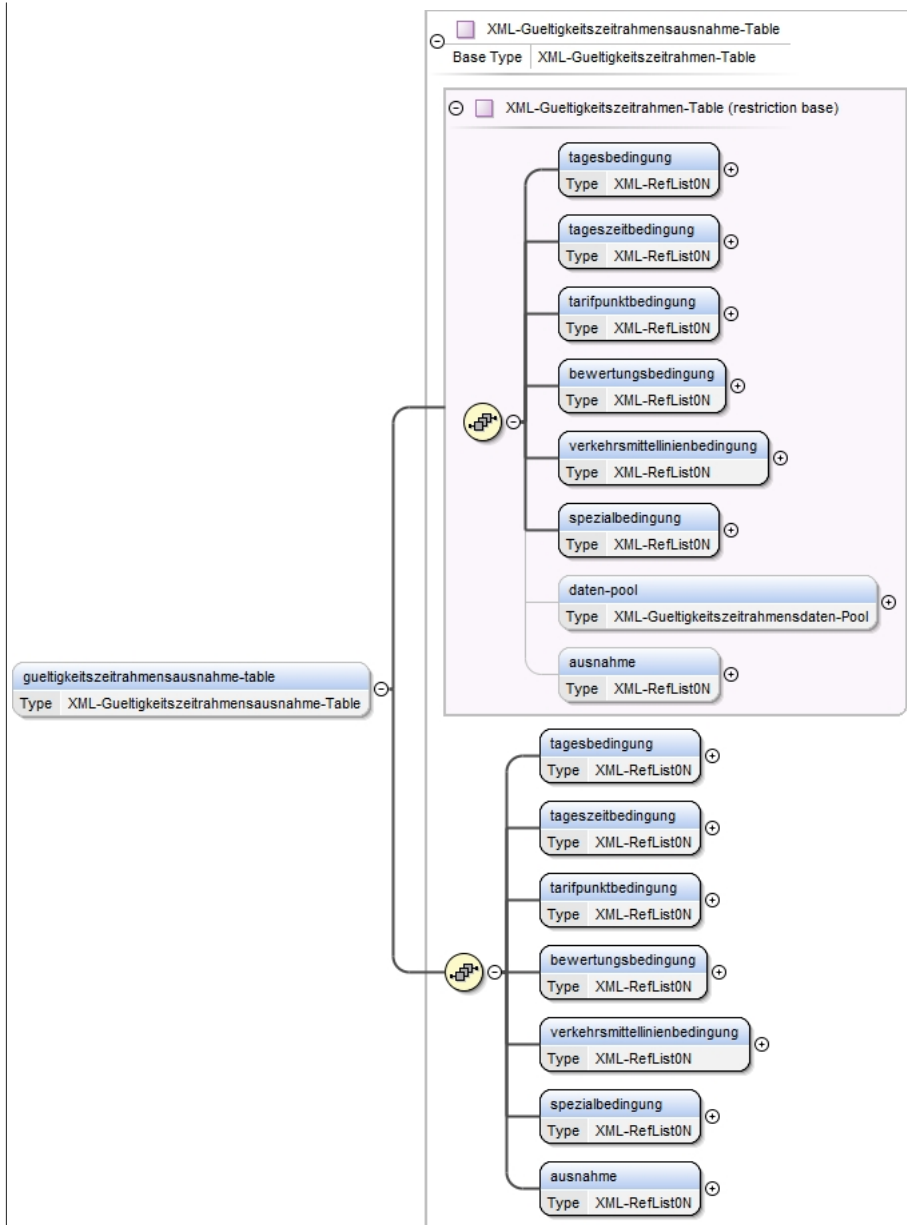 XML-Gueltigkeitszeitrahmensausnahme-Table
Base Type XML-Gueltigkeitszeitrahmen-Table
XML-Gueltigkeitszeitrahmen-Table (restriction base)
tagesbedingung
Type XML-RefList0N
tageszeitbedingung
Type XML-RefList0N
tarifpunktbedingung
Type XML-RefList0N
bewertungsbedingung
Type XML-RefList0N
verkehrsmittellinienbedingung
Type XML-RefList0N
spezialbedingung
Type XML-RefList0N
daten-pool
Type XML-Gueltigkeitszeitrahmensdaten-Pool
ausnahme
Type XML-RefList0N
gueltigkeitszeitrahmensausnahme-table
Type XML-Gueltigkeitszeitrahmensausnahme-Table
tagesbedingung
Type XML-RefList0N
tageszeitbedingung
Type XML-RefList0N
tarifpunktbedingung
Type XML-RefList0N
bewertungsbedingung
Type XML-RefList0N
verkehrsmittellinienbedingung
Type XML-RefList0N
spezialbedingung
Type XML-RefList0N
ausnahme
Type XML-RefList0N